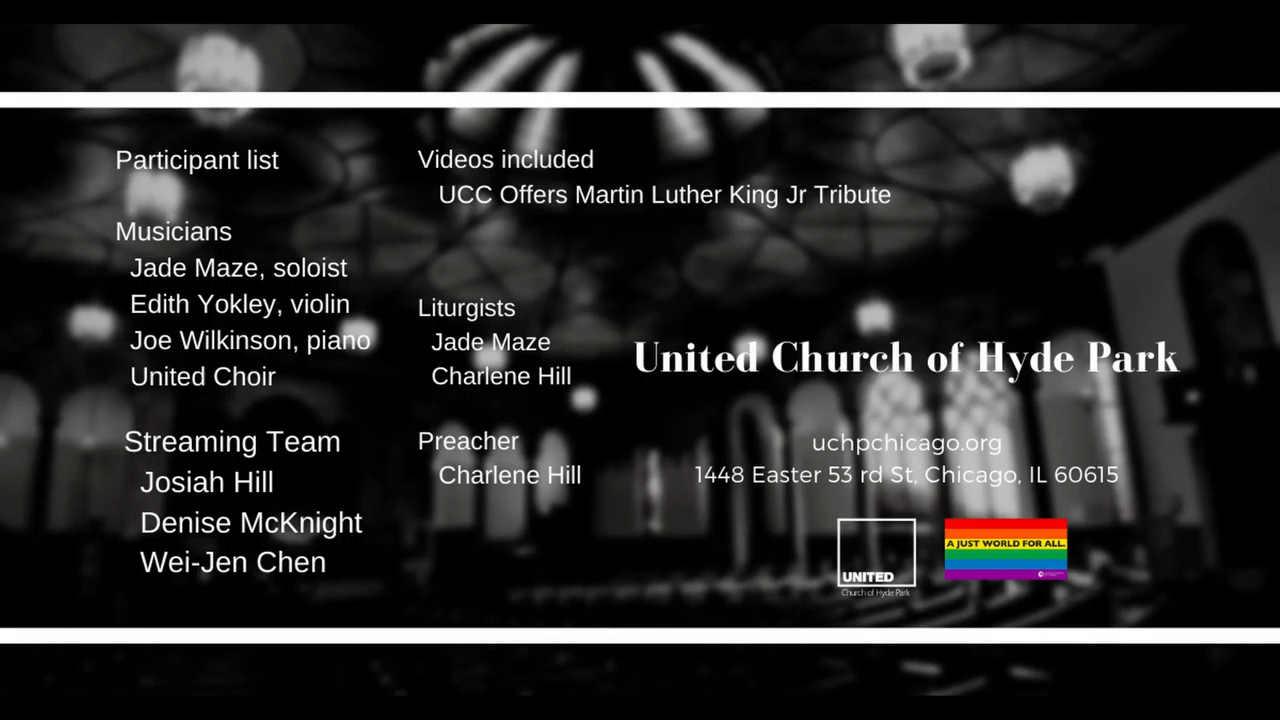 Participant list
Musicians
Jade Maze, soloist
Edith Yokley, violin
Joe Wilkinson, piano
United Choir
Streaming Team
Josiah Hill
Denise McKnight
Wei-Jen Chen
Videos included
UCC Offers Martin Luther King Jr Tribute
Liturgists
Jade Maze
Charlene Hill
Preacher
Charlene Hill
United Church of Hyde Park
uchpchicago.org
1448 Easter 53 rd St, Chicago, IL 60615
UNITED
Church of Hyde Park
A JUST WORLD FOR ALL.